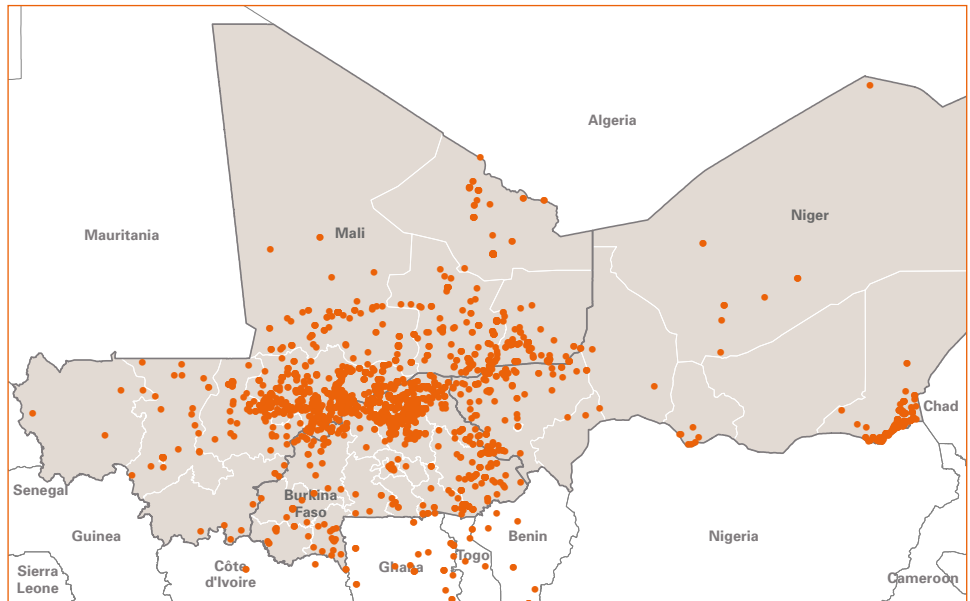 Algeria
Niger
Mauritania
Mali
Chad
Senegal
Burkina
Faso
Guinea
Benin
Nigeria
Togo
Côte
d'Ivoire
Ghana
Sierra
Leone
Cameroon